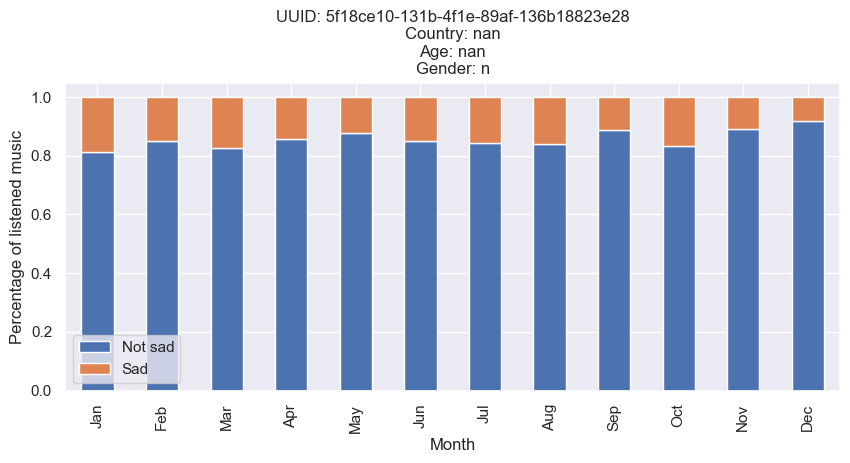 UUID: 5f18ce10-131b-4f1e-89af-136b18823e28
Country: nan
Age: nan
Gender: n
Percentage of listened music
1.0
0.8
0.6
0.4
0.2
0.0
Not sad
Sad
Jan
Feb
Mar
Apr
May
Jun
Jul
Aug
Sep
Oct
Nov
Dec
Month